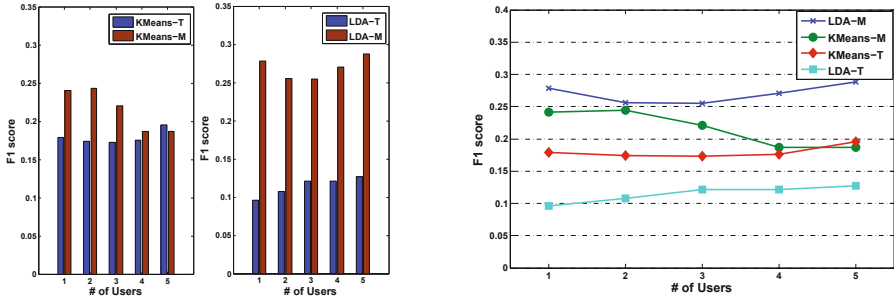 0.35
0.3
0.25
0.2
0.15
0.1
0.05
0
F1 score
KMeans−T
KMeans−M
1 2 3 4 5
# of Users
0.35
0.3
0.25
0.2
0.15
0.1
0.05
0
F1 score
LDA−T
LDA−M
1 2 3 4 5
# of Users
0.4
0.35
0.3
0.25
0.2
0.15
0.1
0.05
0
F1 score
LDA−M
KMeans−M
KMeans−T
LDA−T
1 2 3 4 5
# of Users